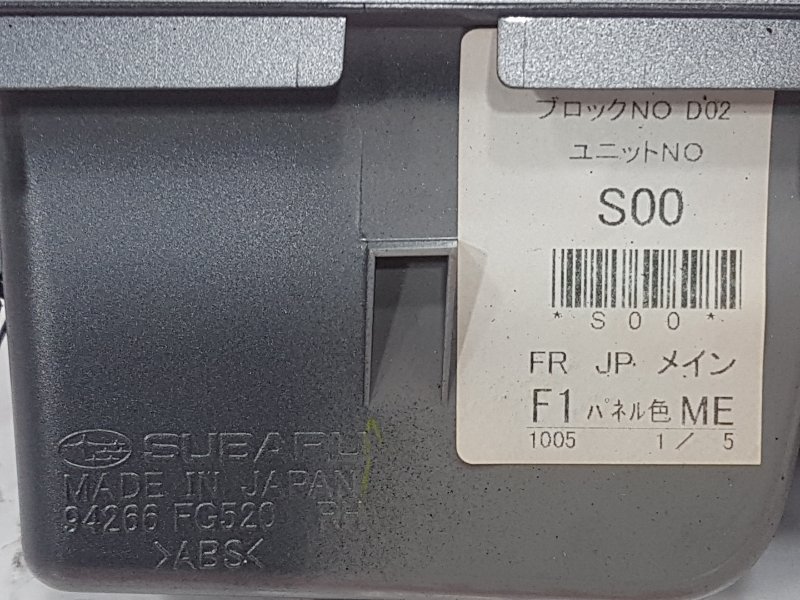 ブロックNO D02
ユニットNO
S00
*S00*
FR JP メイン
F1 パネル色 ME
1005 1/5
SUBARU
MADE IN JAPAN
94266 FG520 RH
>ABS<